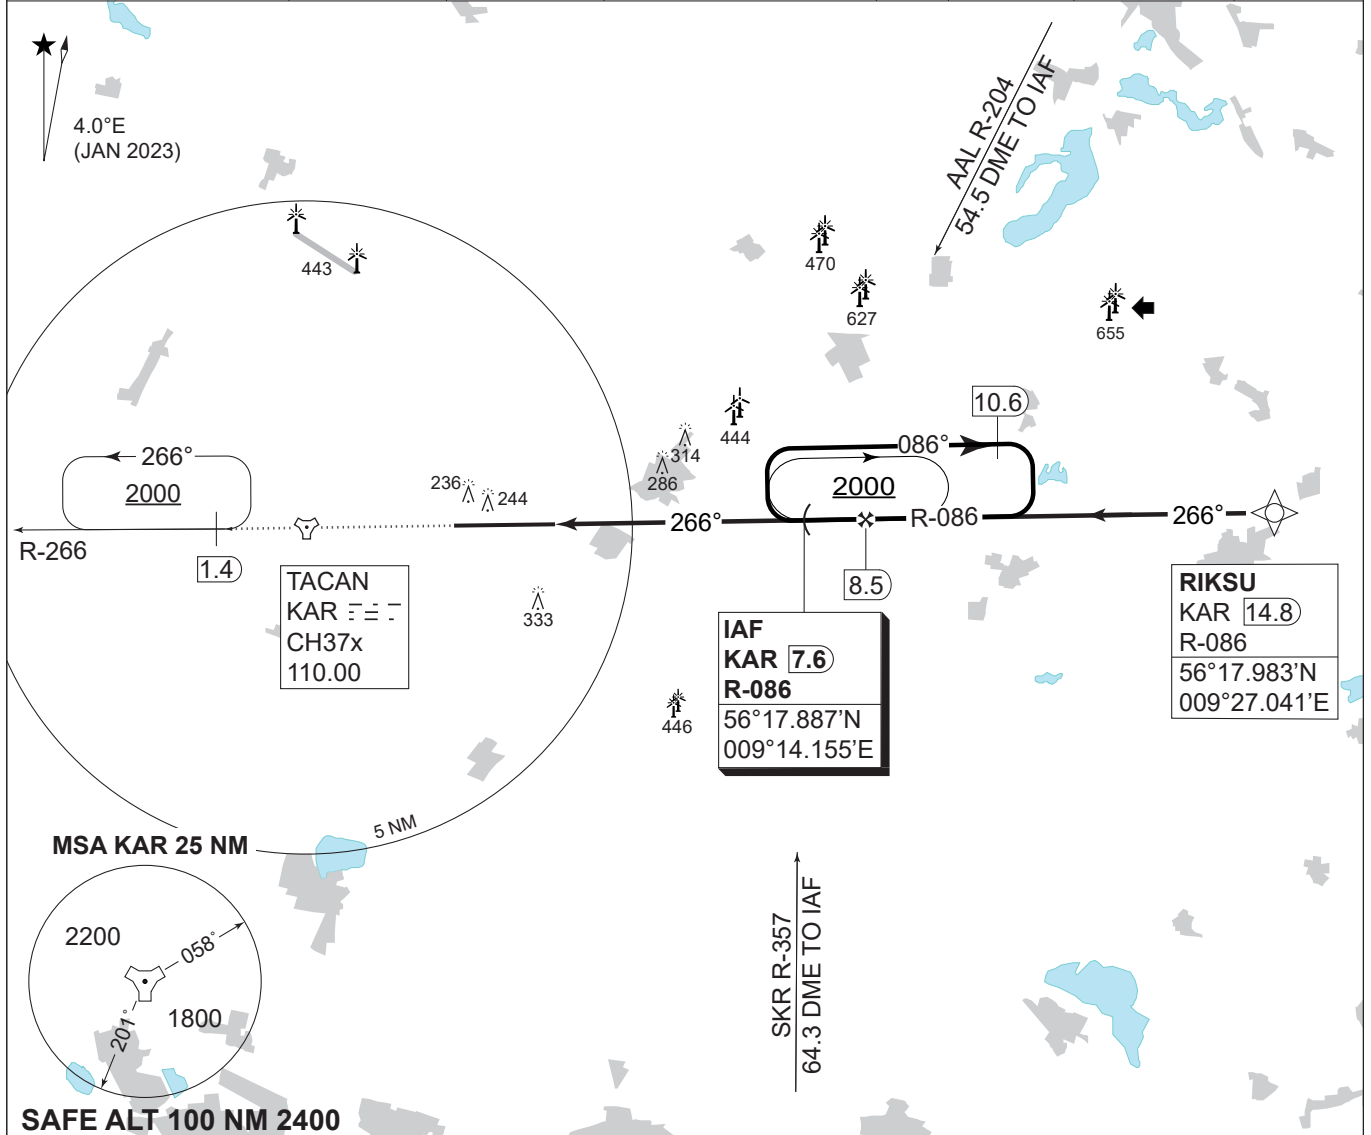 4.0°E
(JAN 2023)
AAL R-204
54.5 DME TO IAF
443
470
627
655
444
314
286
236
244
333
446
10.6
086°
2000
R-086
266°
266°
266°
2000
R-266
1.4
8.5
TACAN
KAR
CH37x
110.00
IAF
KAR 7.6
R-086
56°17.887’N
009°14.155’E
RIKSU
KAR 14.8
R-086
56°17.983’N
009°27.041’E
5 NM
MSA KAR 25 NM
2200
058°
201°
1800
SKR R-357
64.3 DME TO IAF
SAFE ALT 100 NM 2400